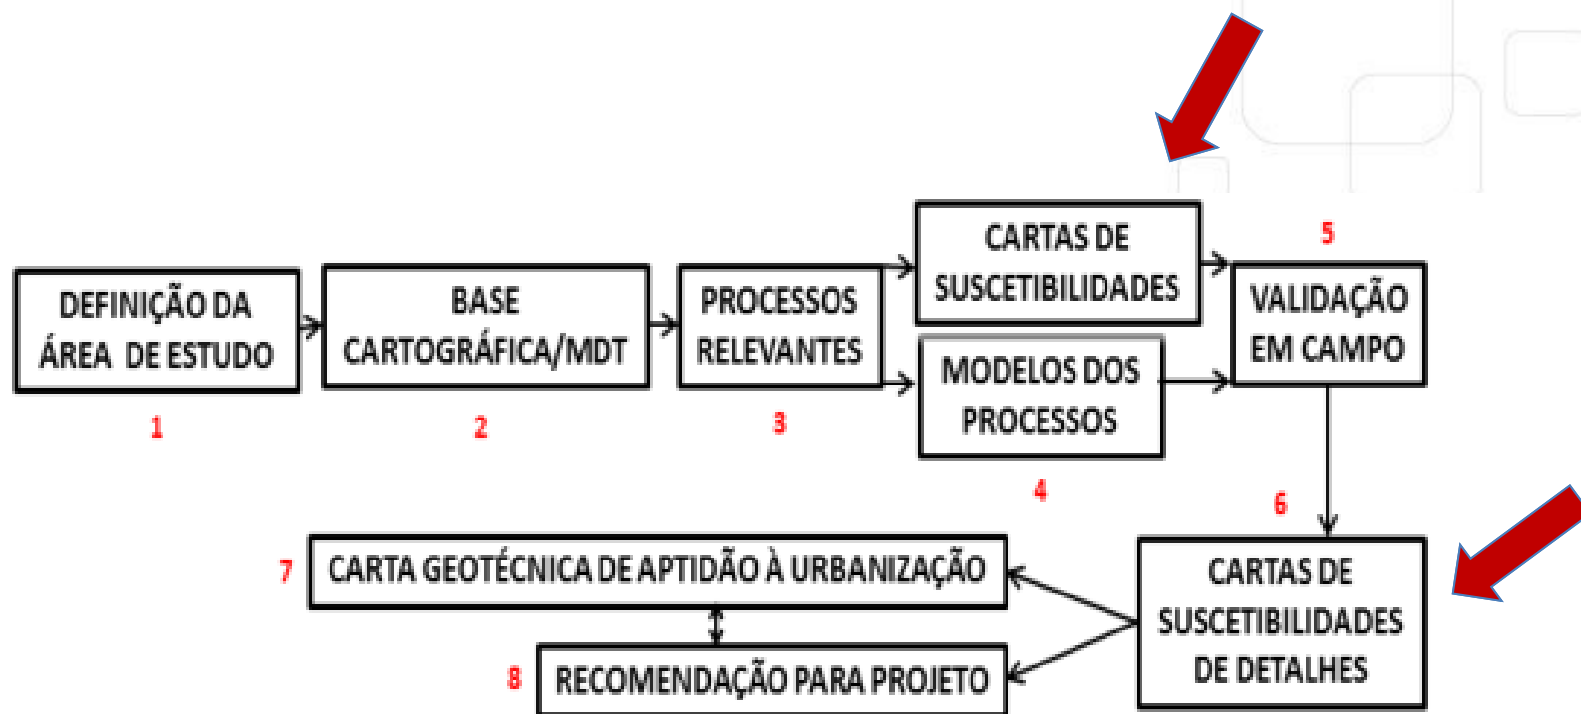 DEFINIÇÃO DA
ÁREA DE ESTUDO
1
BASE
CARTOGRÁFICA/MDT
2
PROCESSOS
RELEVANTES
3
CARTAS DE
SUSCETIBILIDADES
MODELOS DOS
PROCESSOS
4
5
VALIDAÇÃO
EM CAMPO
6
CARTAS DE
SUSCETIBILIDADES
DE DETALHES
7
CARTA GEOTÉCNICA DE APTIDÃO À URBANIZAÇÃO
8
RECOMENDAÇÃO PARA PROJETO